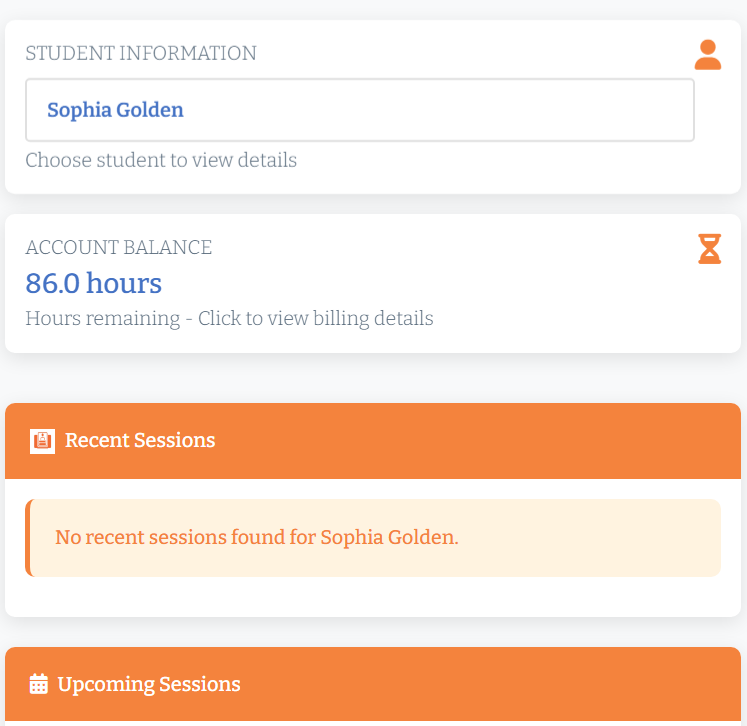 STUDENT INFORMATION
Sophia Golden
Choose student to view details
ACCOUNT BALANCE
86.0 hours
Hours remaining - Click to view billing details
Recent Sessions
No recent sessions found for Sophia Golden.
Upcoming Sessions